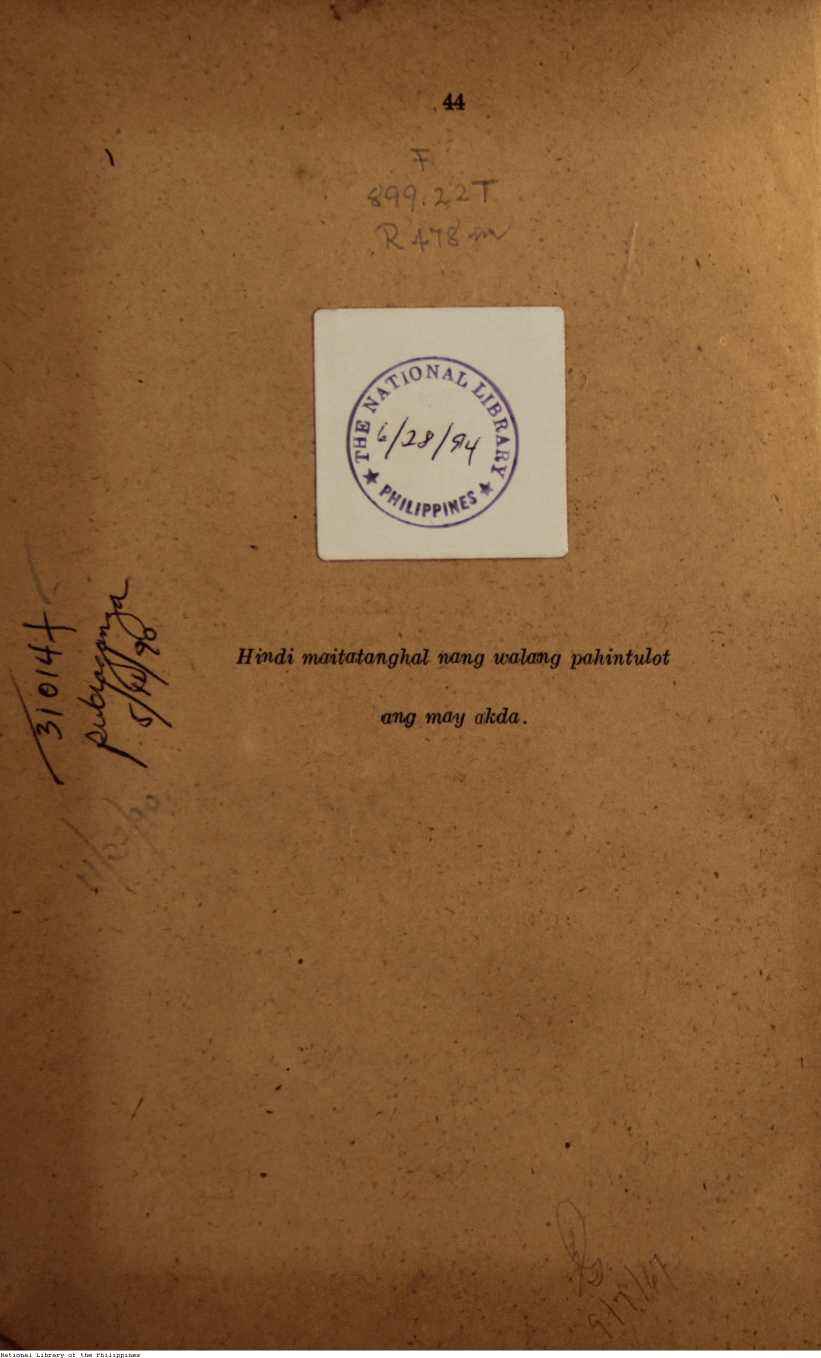 44
F
899.22T
R478m
THE NATIONAL LIBRARY
6/28/94
★ PHILIPPINES ★
Hindi maitatanghal nang walang pahintulot
ang may akda.
National Library of the Philippines